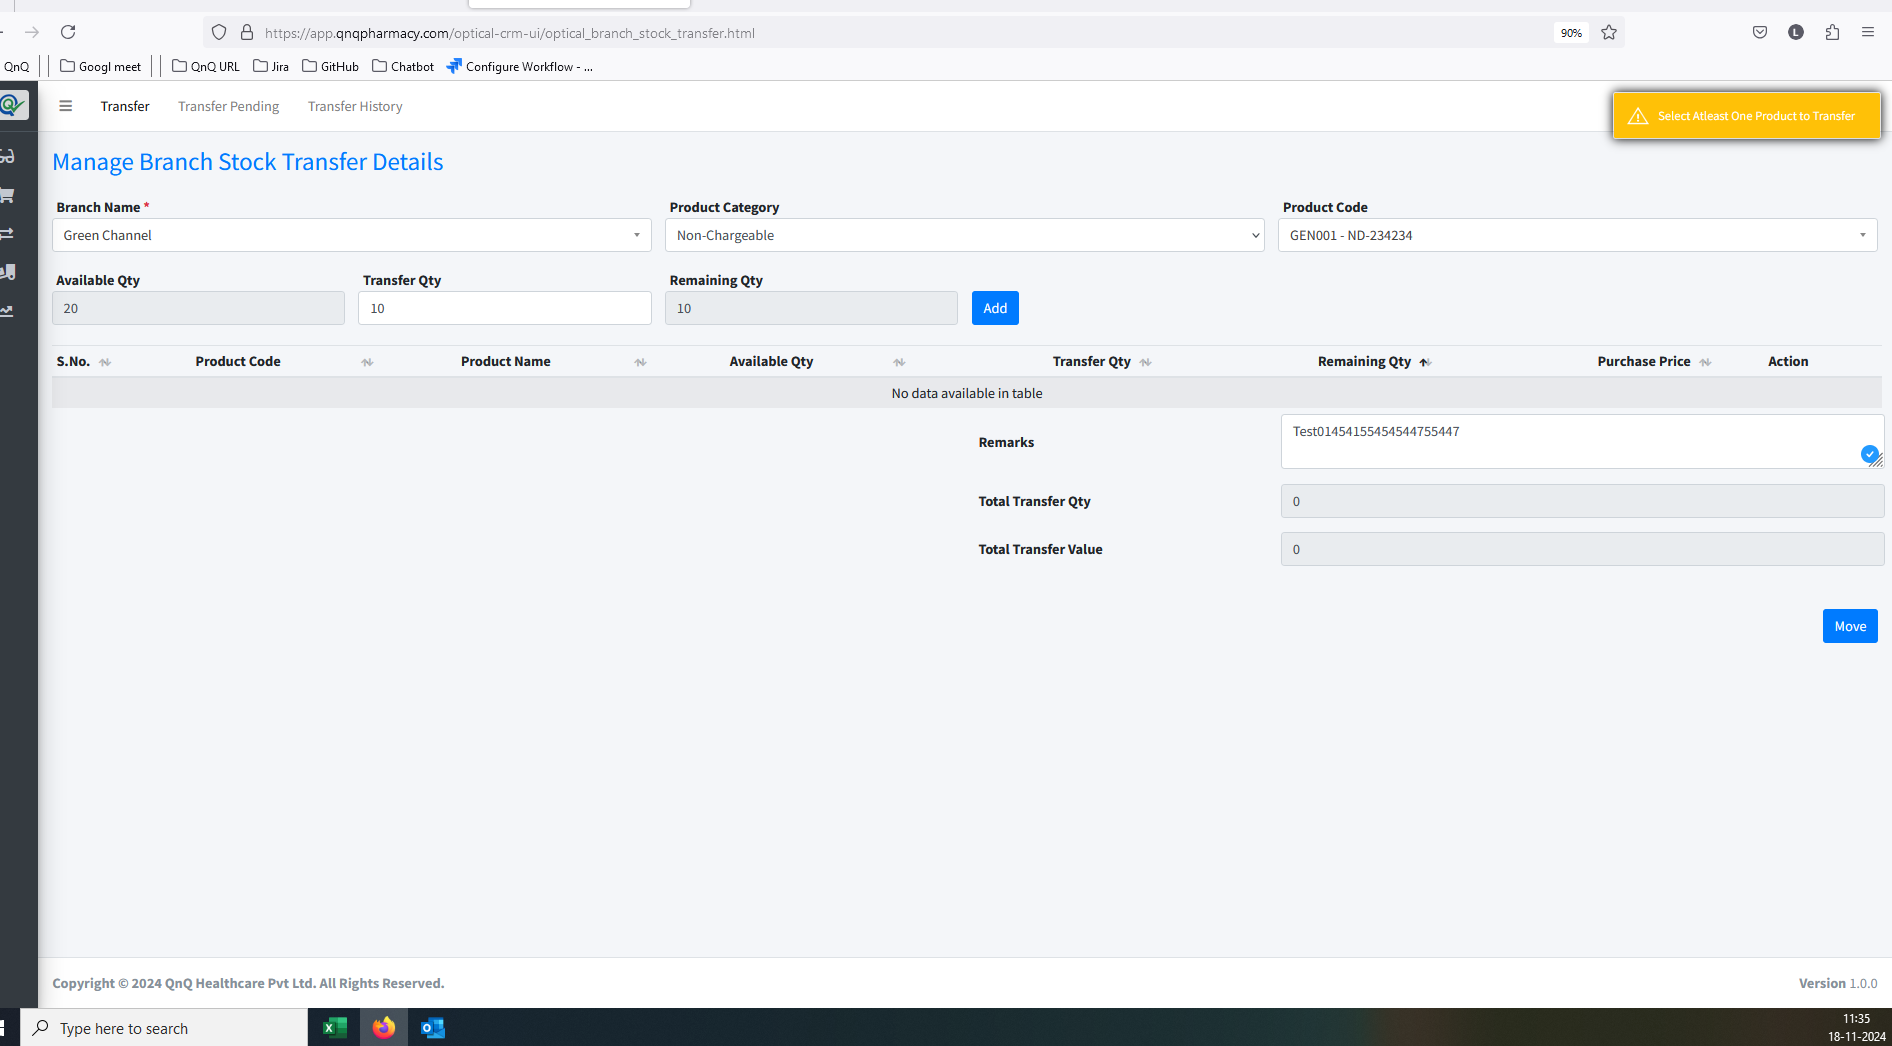 https://app.qnqpharmacy.com/optical-crm-ui/optical_branch_stock_transfer.html
90%
L
QnQ
Googl meet
QnQ URL
Jira
GitHub
Chatbot
Configure Workflow - ...
Transfer
Transfer Pending
Transfer History
Select Atleast One Product to Transfer
Manage Branch Stock Transfer Details
Branch Name *
Product Category
Product Code
Green Channel
Non-Chargeable
GEN001 - ND-234234
Available Qty
Transfer Qty
Remaining Qty
20
10
10
Add
S.No.
Product Code
Product Name
Available Qty
Transfer Qty
Remaining Qty
Purchase Price
Action
No data available in table
Remarks
Test01454155454544755447
Total Transfer Qty
0
Total Transfer Value
0
Move
Copyright © 2024 QnQ Healthcare Pvt Ltd. All Rights Reserved.
Version 1.0.0
Type here to search
11:35
18-11-2024